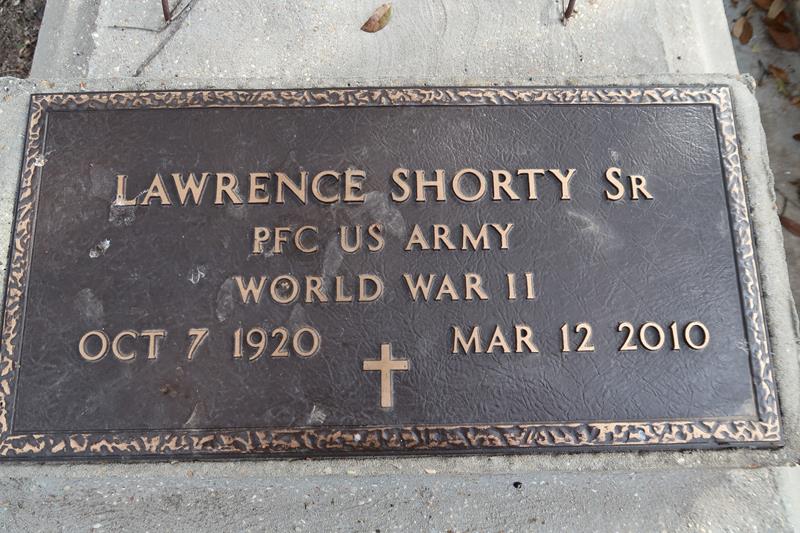 LAWRENCE SHORTY SR
PFC US ARMY
WORLD WAR II
OCT 7 1920 MAR 12 2010